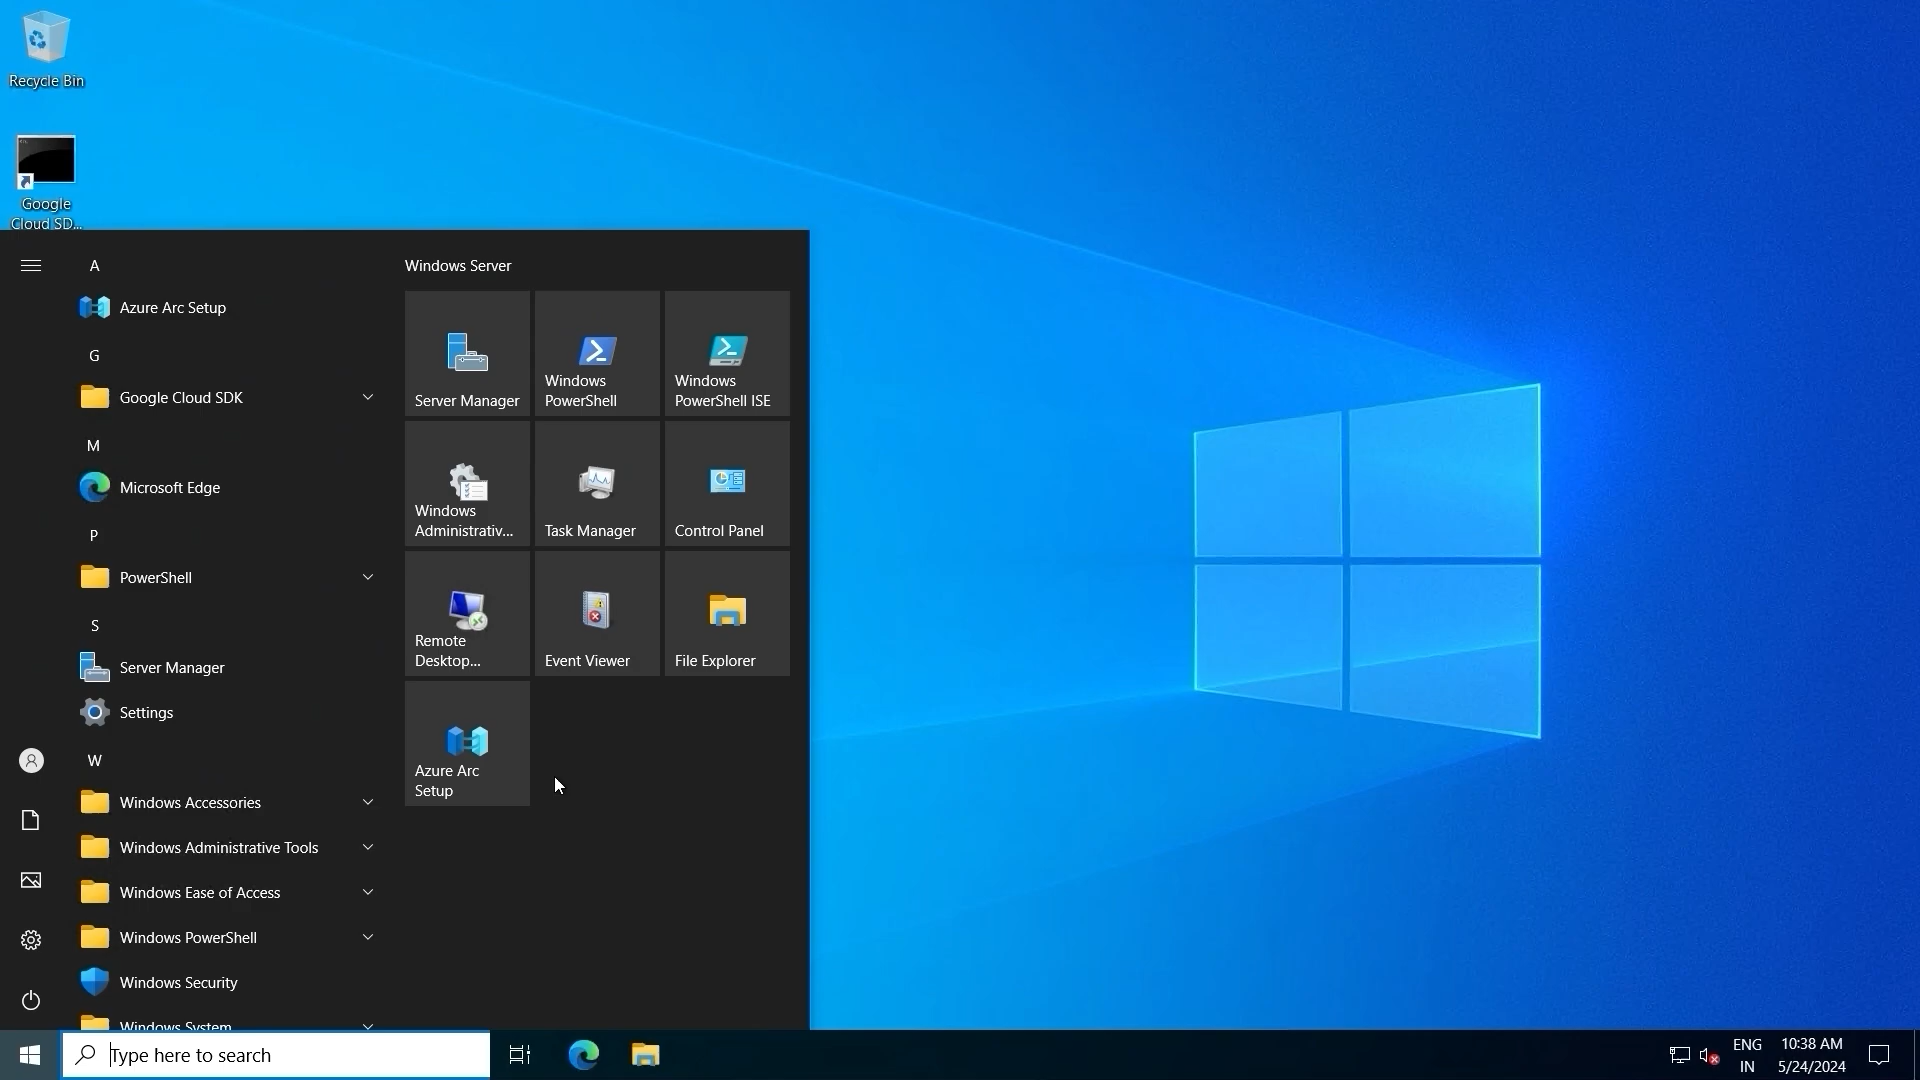 Recycle Bin
Google
Cloud SD...
A
Azure Arc Setup
G
Google Cloud SDK
M
Microsoft Edge
P
PowerShell
S
Server Manager
Settings
W
Windows Accessories
Windows Administrative Tools
Windows Ease of Access
Windows PowerShell
Windows Security
Windows System
Windows Server
Server Manager
Windows
PowerShell
Windows
PowerShell ISE
Windows
Administrativ...
Task Manager
Control Panel
Remote
Desktop...
Event Viewer
File Explorer
Azure Arc
Setup
Type here to search
ENG
IN
10:38 AM
5/24/2024